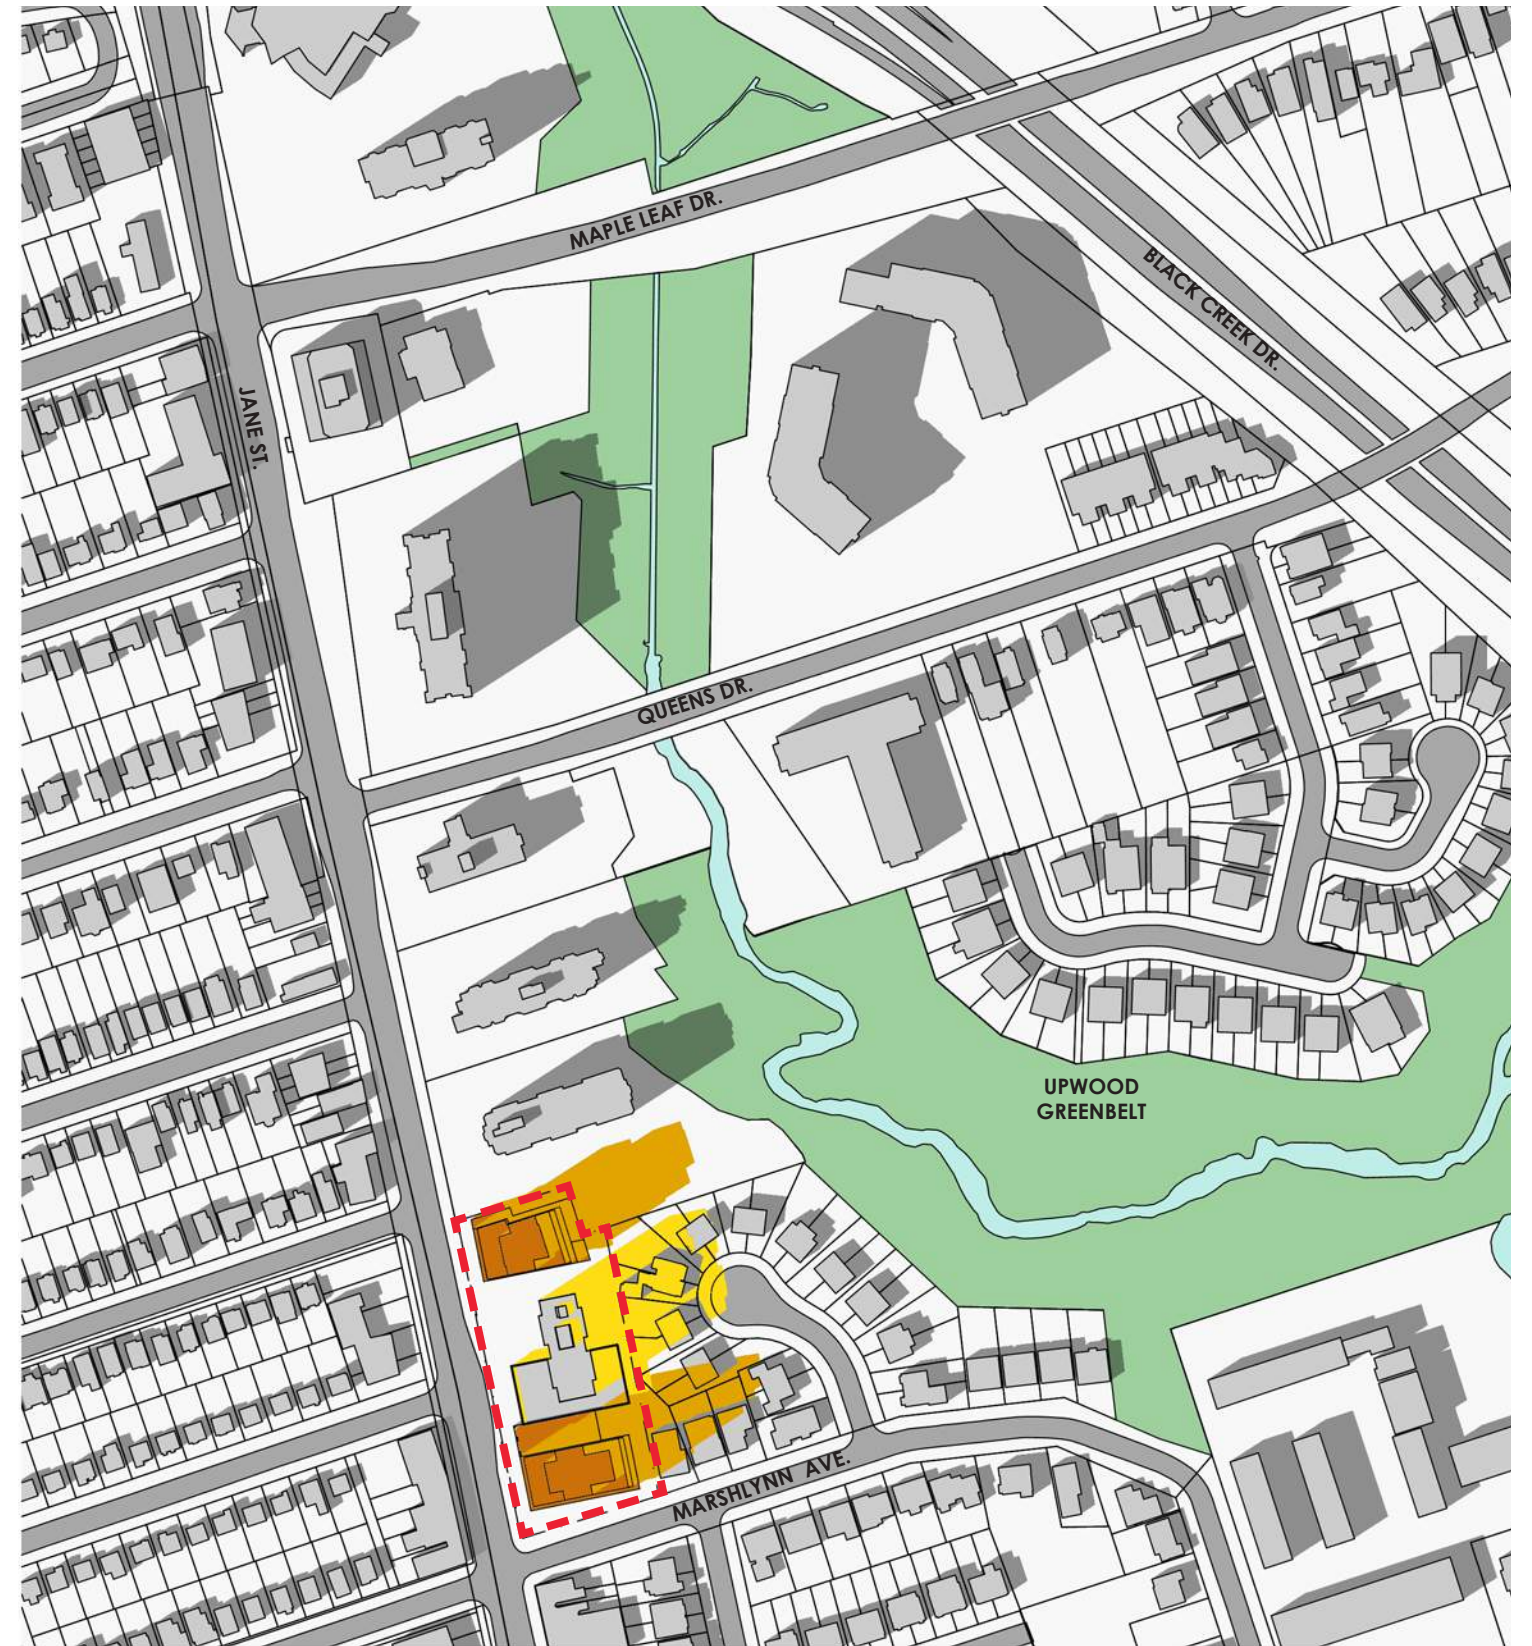 MAPLE LEAF DR.
BLACK CREEK DR.
JANE ST.
QUEENS DR.
UPWOOD
GREENBELT
MARSHLYNN AVE.